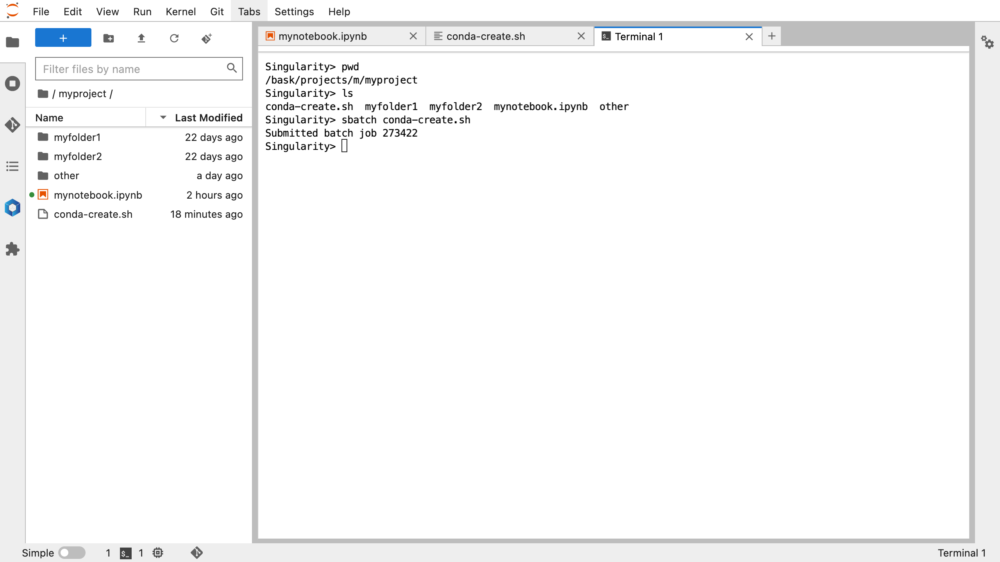 File Edit View Run Kernel Git Tabs Settings Help
mynotebook.ipynb conda-create.sh $_ Terminal 1
Filter files by name
/ myproject /
Name Last Modified
myfolder1 22 days ago
myfolder2 22 days ago
other a day ago
mynotebook.ipynb 2 hours ago
conda-create.sh 18 minutes ago
Singularity> pwd
/bask/projects/m/myproject
Singularity> ls
conda-create.sh myfolder1 myfolder2 mynotebook.ipynb other
Singularity> sbatch conda-create.sh
Submitted batch job 273422
Singularity>
Simple 1 $_ 1 Terminal 1